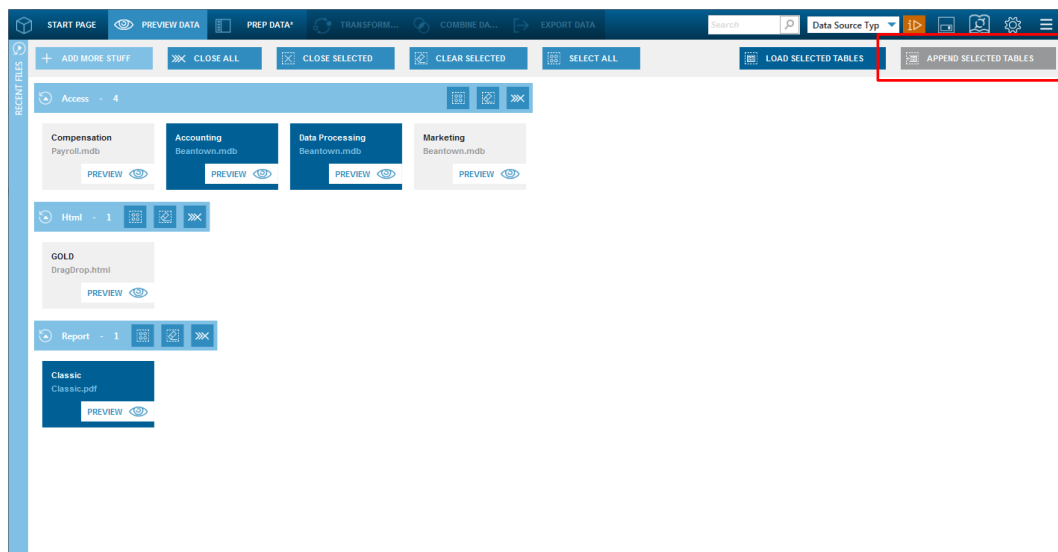 START PAGE PREVIEW DATA PREP DATA* TRANSFORM... COMBINE DA... EXPORT DATA Search Data Source Typ
RECENT FILES
ADD MORE STUFF CLOSE ALL CLOSE SELECTED CLEAR SELECTED SELECT ALL LOAD SELECTED TABLES APPEND SELECTED TABLES
Access - 4
Compensation Accounting Data Processing Marketing
Payroll.mdb Beantown.mdb Beantown.mdb Beantown.mdb
PREVIEW PREVIEW PREVIEW PREVIEW
Html - 1
GOLD
DragDrop.html
PREVIEW
Report - 1
Classic
Classic.pdf
PREVIEW